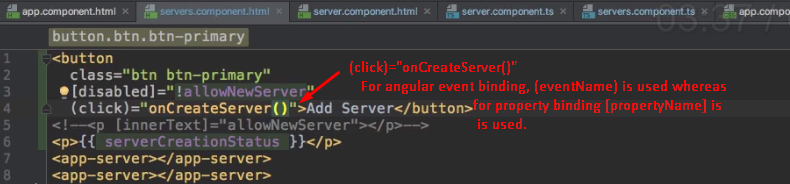 app.component.html × servers.component.html × server.component.html × server.component.ts × servers.component.ts × app.compo
button.btn.btn-primary
1 <button
2 class="btn btn-primary"
3 [disabled]="!allowNewServer"
4 (click)="onCreateServer()">Add Server</button>
5 <!--<p [innerText]="allowNewServer"></p>-->
6 <p>{{ serverCreationStatus }}</p>
7 <app-server></app-server>
8 <app-server></app-server>
(click)="onCreateServer()"
For angular event binding, (eventName) is used whereas
for property binding [propertyName] is
is used.